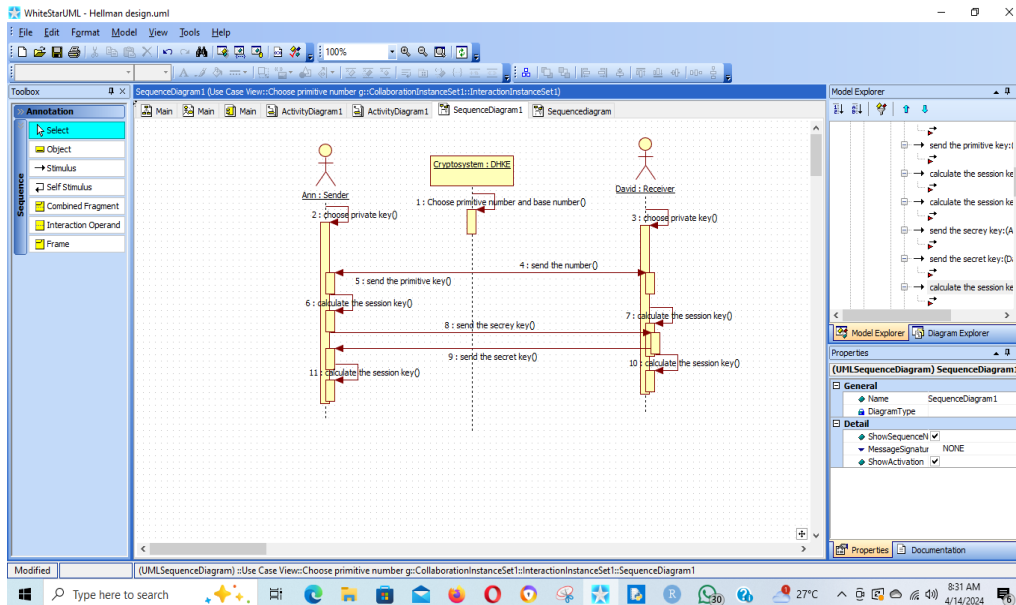 WhiteStarUML - Hellman design.uml
File Edit Format Model View Tools Help
100%
Toolbox
SequenceDiagram1 (Use Case View::Choose primitive number g::CollaborationInstanceSet1::InteractionInstanceSet1)
Model Explorer
Annotation
Main Main Main ActivityDiagram1 ActivityDiagram1 SequenceDiagram1 Sequencediagram
Select
Object
Stimulus
Self Stimulus
Combined Fragment
Interaction Operand
Frame
Sequence
Cryptosystem : DHKE
Ann : Sender
David : Receiver
1 : Choose primitive number and base number()
2 : choose private key()
3 : choose private key()
4 : send the number()
5 : send the primitive key()
6 : calculate the session key()
7 : calculate the session key()
8 : send the secrey key()
9 : send the secret key()
10 : calculate the session key()
11 : calculate the session key()
send the primitive key:(
calculate the session ke
calculate the session ke
send the secrey key:(A
send the secret key:(D
calculate the session ke
Model Explorer Diagram Explorer
Properties
(UMLSequenceDiagram) SequenceDiagram1
General
Name SequenceDiagram1
DiagramType
Detail
ShowSequenceN
MessageSignatur NONE
ShowActivation
Properties Documentation
Modified
(UMLSequenceDiagram) ::Use Case View::Choose primitive number g::CollaborationInstanceSet1::InteractionInstanceSet1::SequenceDiagram1
Type here to search
30
27°C
8:31 AM
4/14/2024
6